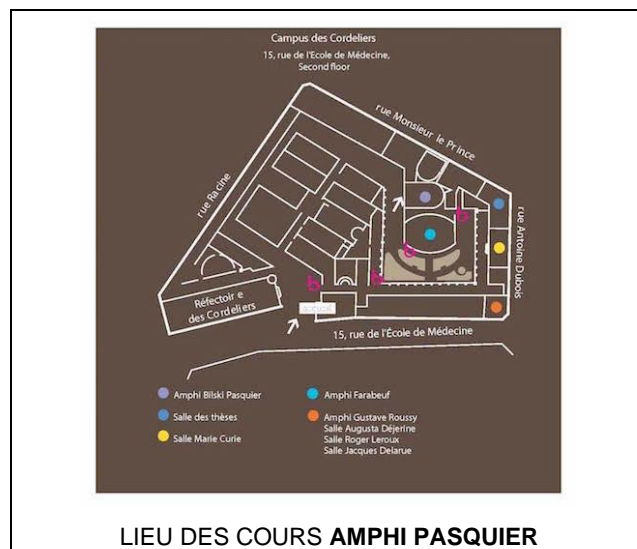 Campus des Cordeliers
15, rue de l'Ecole de Médecine,
Second floor
rue Monsieur le Prince
rue Racine
rue Antoine Dubois
Réfectoire
des Cordeliers
15, rue de l'École de Médecine
Amphi Bilski Pasquier
Salle des thèses
Salle Marie Curie
Amphi Farabeuf
Amphi Gustave Roussy
Salle Augusta Déjerine
Salle Roger Leroux
Salle Jacques Delarue
LIEU DES COURS AMPHI PASQUIER